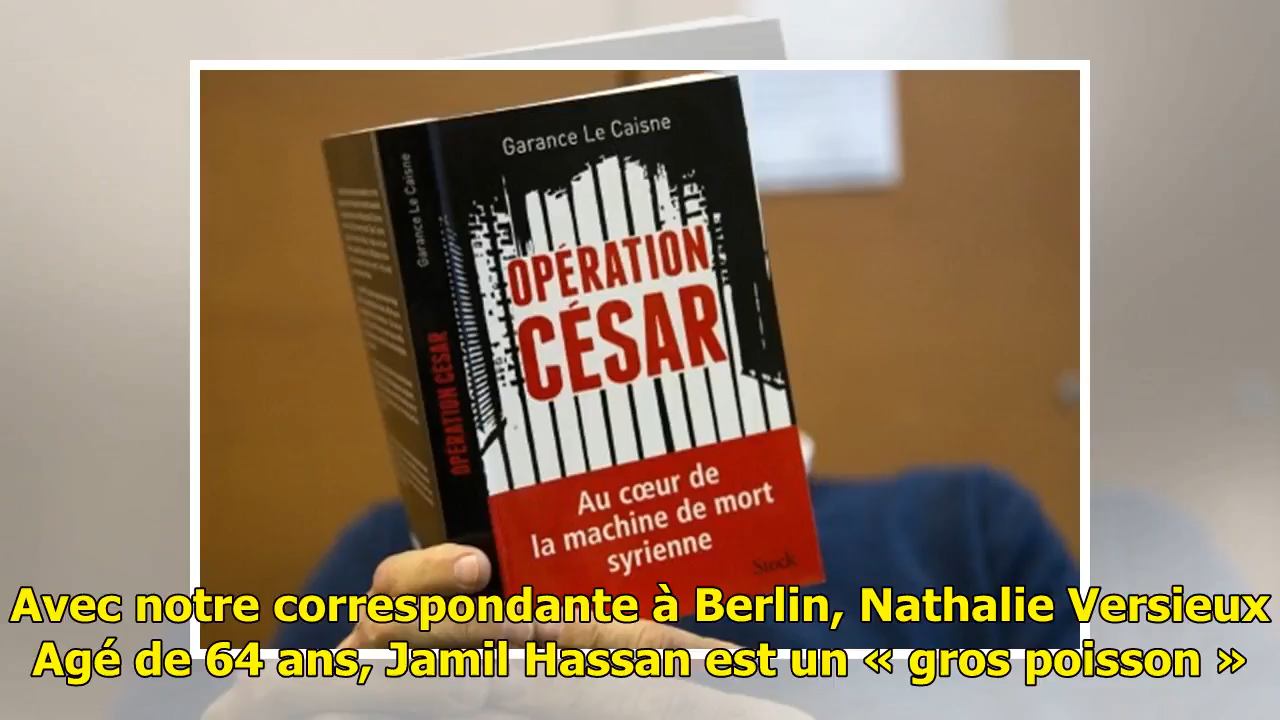 Garance Le Caisne
Garance Le Caisne
OPÉRATION
CÉSAR
OPÉRATION CÉSAR
Au cœur de
la machine de mort
syrienne
Stock
Avec notre correspondante à Berlin, Nathalie Versieux
Agé de 64 ans, Jamil Hassan est un « gros poisson »